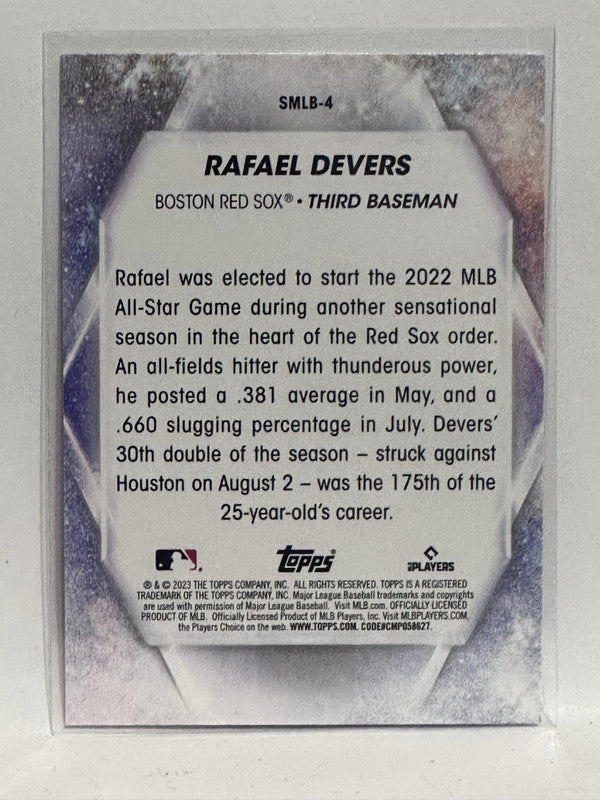 SMLB-4
RAFAEL DEVERS
BOSTON RED SOX® • THIRD BASEMAN
Rafael was elected to start the 2022 MLB
All-Star Game during another sensational
season in the heart of the Red Sox order.
An all-fields hitter with thunderous power,
he posted a .381 average in May, and a
.660 slugging percentage in July. Devers'
30th double of the season – struck against
Houston on August 2 – was the 175th of the
25-year-old's career.
Topps® MLB PLAYERS
® & © 2023 THE TOPPS COMPANY, INC. ALL RIGHTS RESERVED. TOPPS IS A REGISTERED
TRADEMARK OF THE TOPPS COMPANY, INC. Major League Baseball trademarks and copyrights
are used with permission of Major League Baseball. Visit MLB.com. OFFICIALLY LICENSED
PRODUCT OF MLB. Officially Licensed Product of MLB Players, Inc. Visit MLBPLAYERS.COM,
the Players Choice on the web. WWW.TOPPS.COM. CODE#CMP058627.